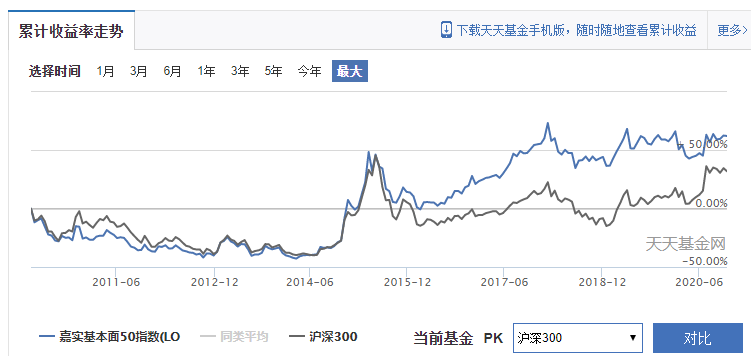 累计收益率走势
下载天天基金手机版，随时随地查看累计收益
更多>
选择时间 1月 3月 6月 1年 3年 5年 今年 最大
50.00%
0.00%
天天基金网
-50.00%
2011-06 2012-12 2014-06 2015-12 2017-06 2018-12 2020-06
嘉实基本面50指数(LO 同类平均 沪深300
当前基金 PK 沪深300 对比